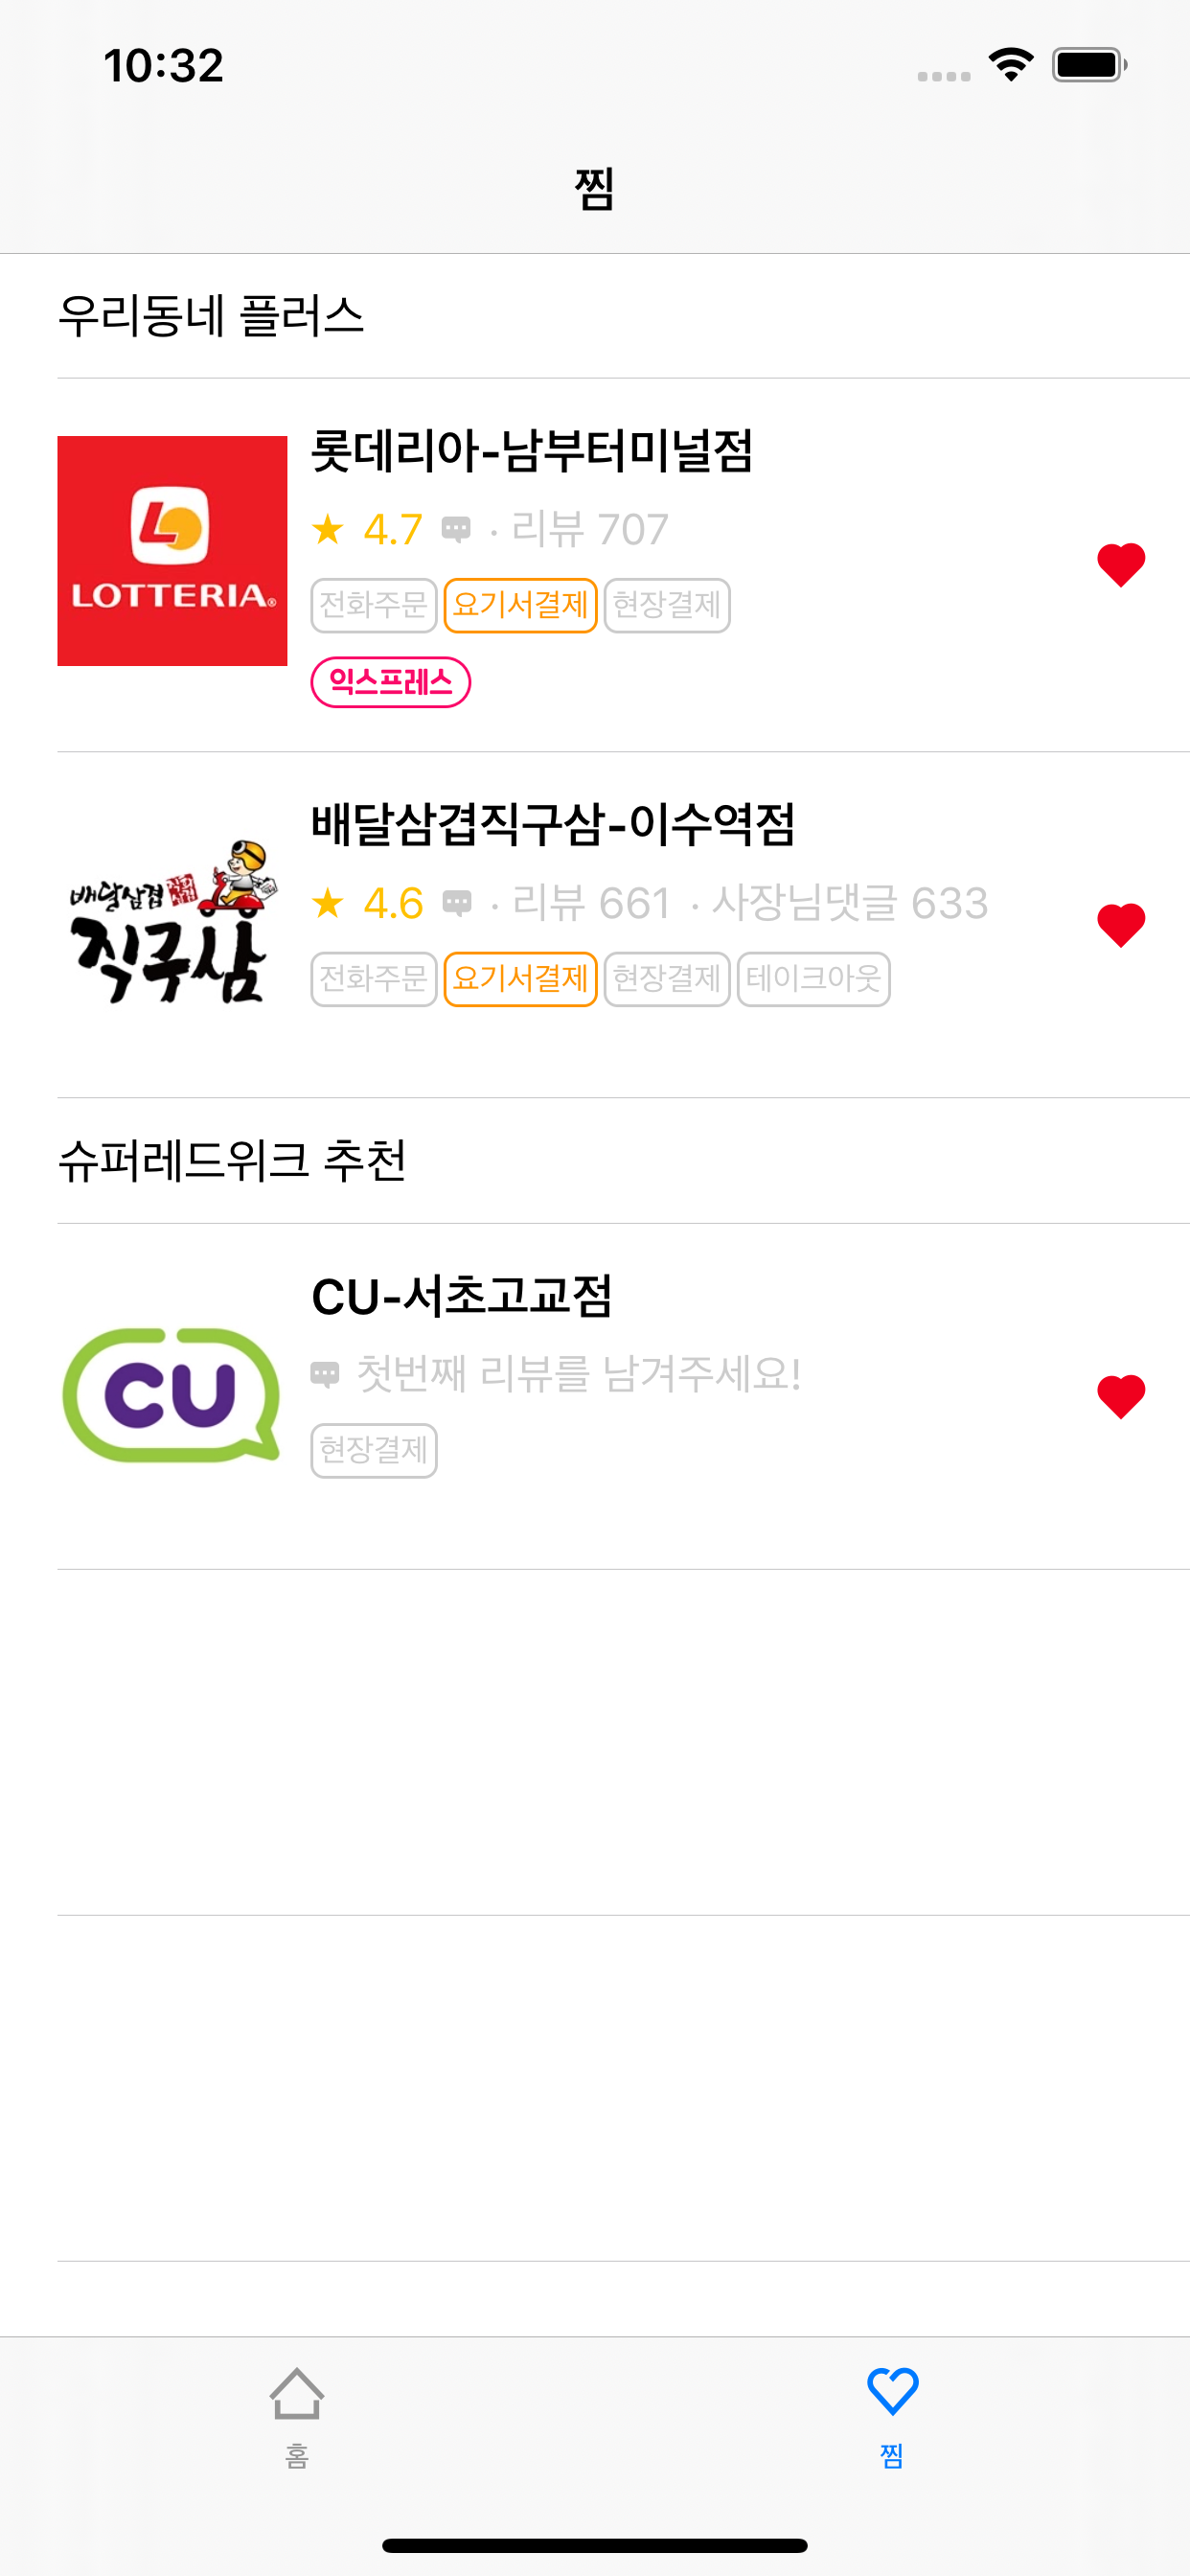 10:32
찜
우리동네 플러스
LOTTERIA®
롯데리아-남부터미널점
★ 4.7 · 리뷰 707
전화주문 요기서결제 현장결제
익스프레스
배달삼겹
직구삼
배달삼겹직구삼-이수역점
★ 4.6 · 리뷰 661 · 사장님댓글 633
전화주문 요기서결제 현장결제 테이크아웃
슈퍼레드위크 추천
CU
CU-서초고교점
첫번째 리뷰를 남겨주세요!
현장결제
홈 찜